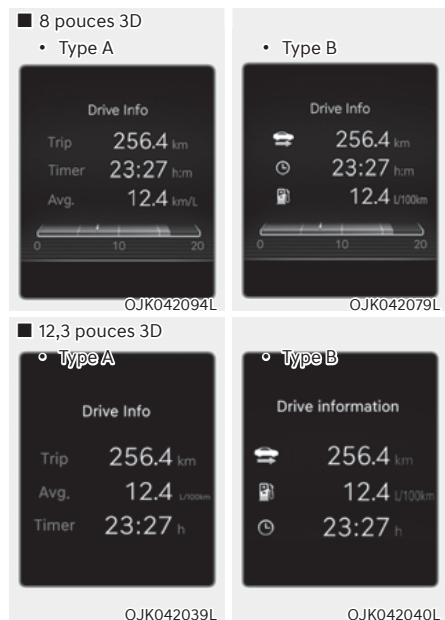 ■ 8 pouces 3D
• Type A
Drive Info
Trip 256.4 km
Timer 23:27 h:m
Avg. 12.4 km/L
0 10 20
OJK042094L
• Type B
Drive Info
256.4 km
23:27 h:m
12.4 L/100km
0 10 20
OJK042079L
■ 12,3 pouces 3D
• Type A
Drive Info
Trip 256.4 km
Avg. 12.4 L/100km
Timer 23:27 h
OJK042039L
• Type B
Drive information
256.4 km
12.4 L/100km
23:27 h
OJK042040L